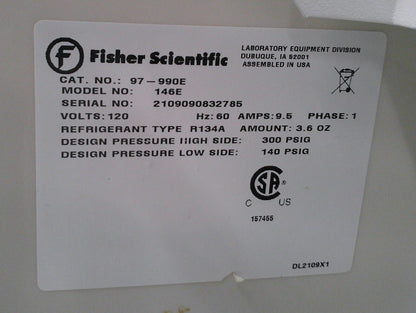 Fisher Scientific
LABORATORY EQUIPMENT DIVISION
DUBUQUE, IA 52001
ASSEMBLED IN USA
CAT. NO.: 97-990E
MODEL NO: 146E
SERIAL NO: 2109090832785
VOLTS: 120 Hz: 60 AMPS: 9.5 PHASE: 1
REFRIGERANT TYPE R134A AMOUNT: 3.6 OZ
DESIGN PRESSURE HIGH SIDE: 300 PSIG
DESIGN PRESSURE LOW SIDE: 140 PSIG
SA
C US
157455
DL2109X1